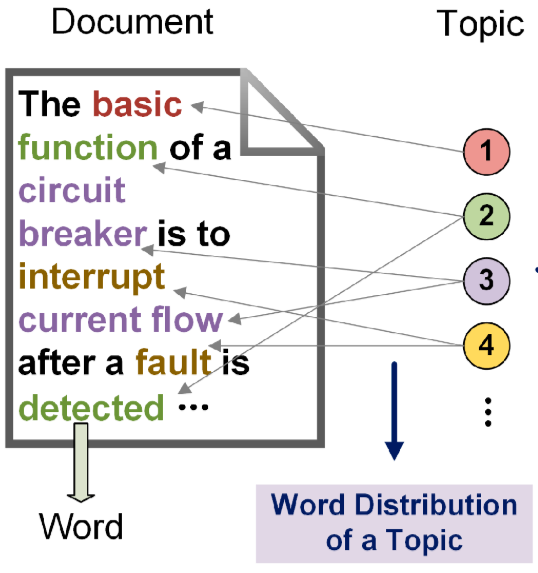 Document
Topic
The basic
function of a
circuit
breaker is to
interrupt
current flow
after a fault is
detected ...
1
2
3
4
⋮
Word
Word Distribution
of a Topic